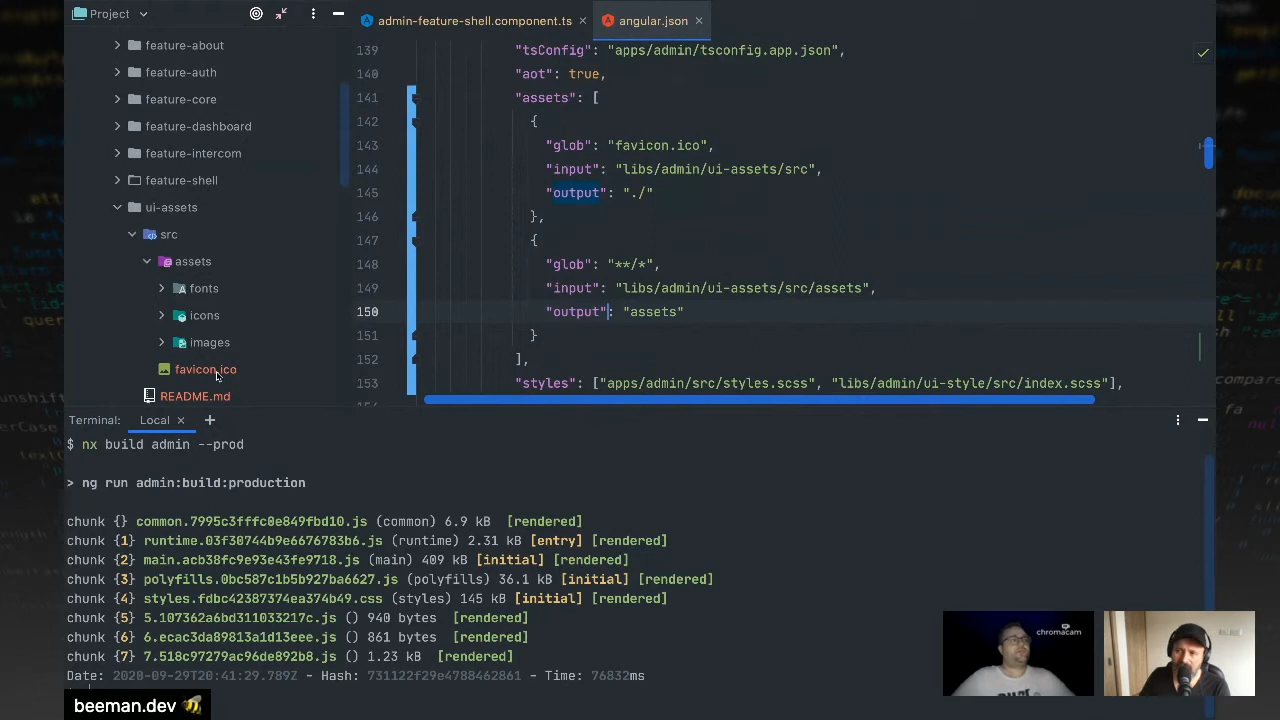 Project
admin-feature-shell.component.ts
angular.json
feature-about
feature-auth
feature-core
feature-dashboard
feature-intercom
feature-shell
ui-assets
src
assets
fonts
icons
images
favicon.ico
README.md
139 "tsConfig": "apps/admin/tsconfig.app.json",
140 "aot": true,
141 "assets": [
142 {
143 "glob": "favicon.ico",
144 "input": "libs/admin/ui-assets/src",
145 "output": "./"
146 },
147 {
148 "glob": "**/*",
149 "input": "libs/admin/ui-assets/src/assets",
150 "output": "assets"
151 }
152 ],
153 "styles": ["apps/admin/src/styles.scss", "libs/admin/ui-style/src/index.scss"],
Terminal: Local
$ nx build admin --prod
> ng run admin:build:production
chunk {} common.7995c3fffc0e849fbd10.js (common) 6.9 kB [rendered]
chunk {1} runtime.03f30744b9e6676783b6.js (runtime) 2.31 kB [entry] [rendered]
chunk {2} main.acb38fc9e93e43fe9718.js (main) 409 kB [initial] [rendered]
chunk {3} polyfills.0bc587c1b5b927ba6627.js (polyfills) 36.1 kB [initial] [rendered]
chunk {4} styles.fdbc42387374ea374b49.css (styles) 145 kB [initial] [rendered]
chunk {5} 5.107362a6bd311033217c.js () 940 bytes [rendered]
chunk {6} 6.ecac3da89813a1d13eee.js () 861 bytes [rendered]
chunk {7} 7.518c97279ac96de892b8.js () 1.23 kB [rendered]
Date: 2020-09-29T20:41:29.789Z - Hash: 731122f29e4788462861 - Time: 76832ms
chromacam
beeman.dev 🐝